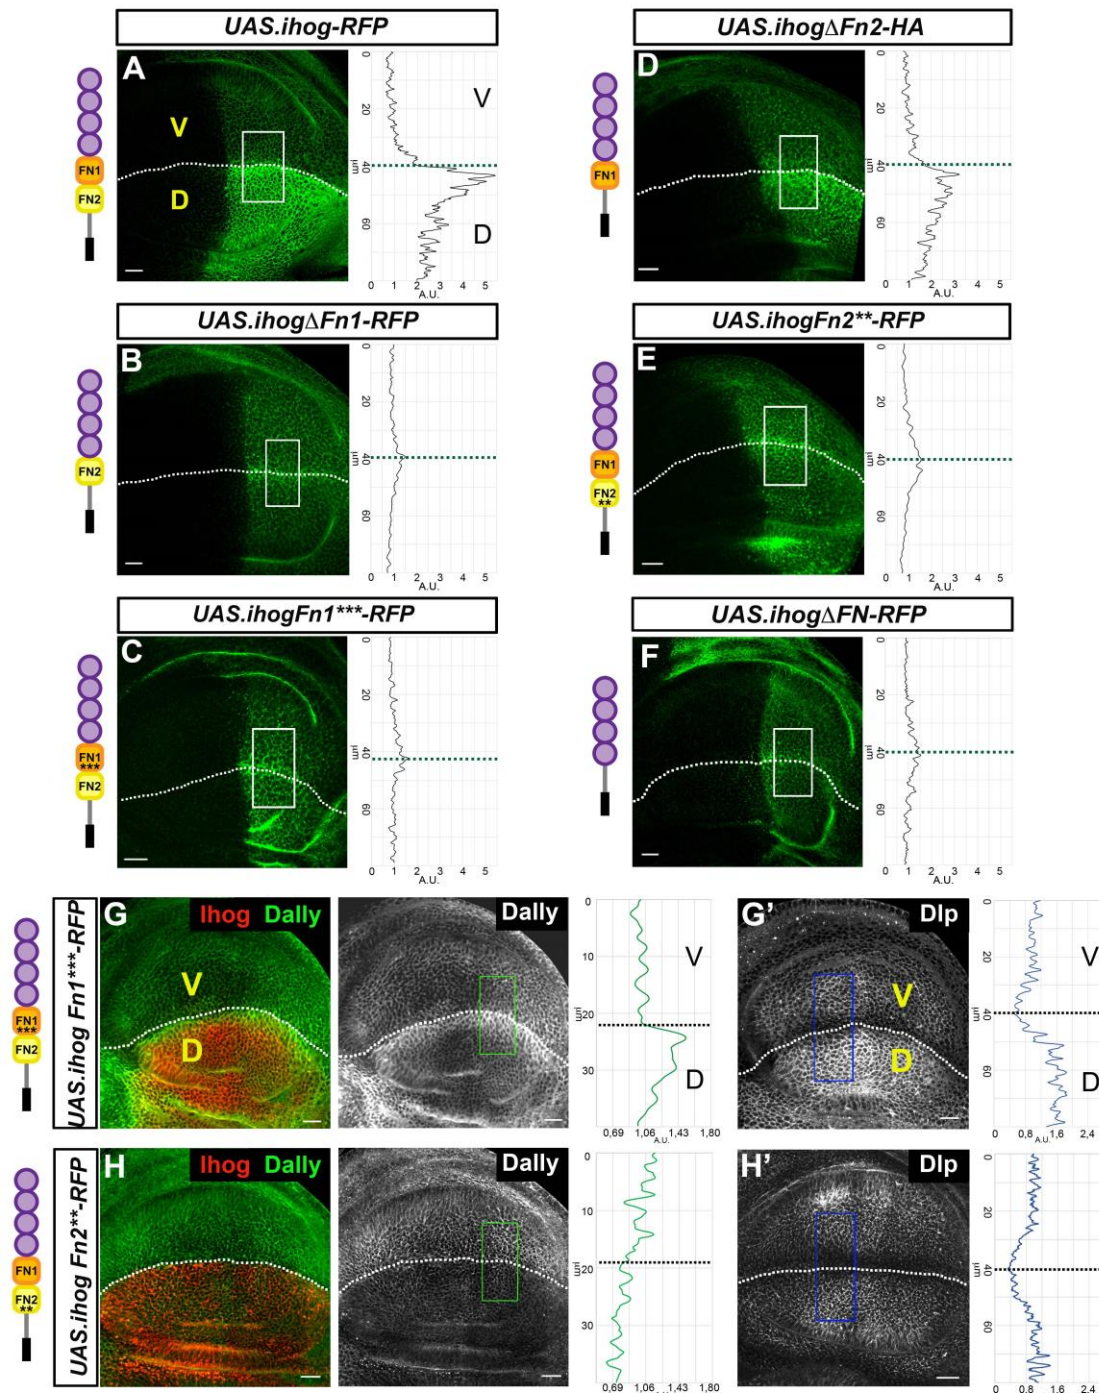 UAS.ihog-RFP
UAS.ihogΔFn2-HA
A
V
D
FN1
FN2
0
20
40
µm
60
V
D
0 1 2 3 4 5
A.U.
D
FN1
0
20
40
µm
60
0 1 2 3 4 5
A.U.
UAS.ihogΔFn1-RFP
UAS.ihogFn2**-RFP
B
FN2
0
20
40
µm
60
0 1 2 3 4 5
A.U.
E
FN1
FN2
**
0
20
40
µm
60
0 1 2 3 4 5
A.U.
UAS.ihogFn1***-RFP
UAS.ihogΔFN-RFP
C
FN1
***
FN2
0
20
40
µm
60
0 1 2 3 4 5
A.U.
F
0
20
40
µm
60
0 1 2 3 4 5
A.U.
UAS.ihog Fn1***-RFP
FN1
***
FN2
G Ihog Dally
V
D
Dally
0
10
20
µm
30
V
D
0,69 1,06 1,43 1,80
A.U.
G’ Dlp
V
D
0
20
40
µm
60
V
D
0 0,8 1,6 2,4
A.U.
UAS.ihog Fn2**-RFP
FN1
FN2
**
H Ihog Dally
Dally
0
10
20
µm
30
0,69 1,06 1,43 1,80
H’ Dlp
0
20
40
µm
60
0 0.8 1.6 2,4